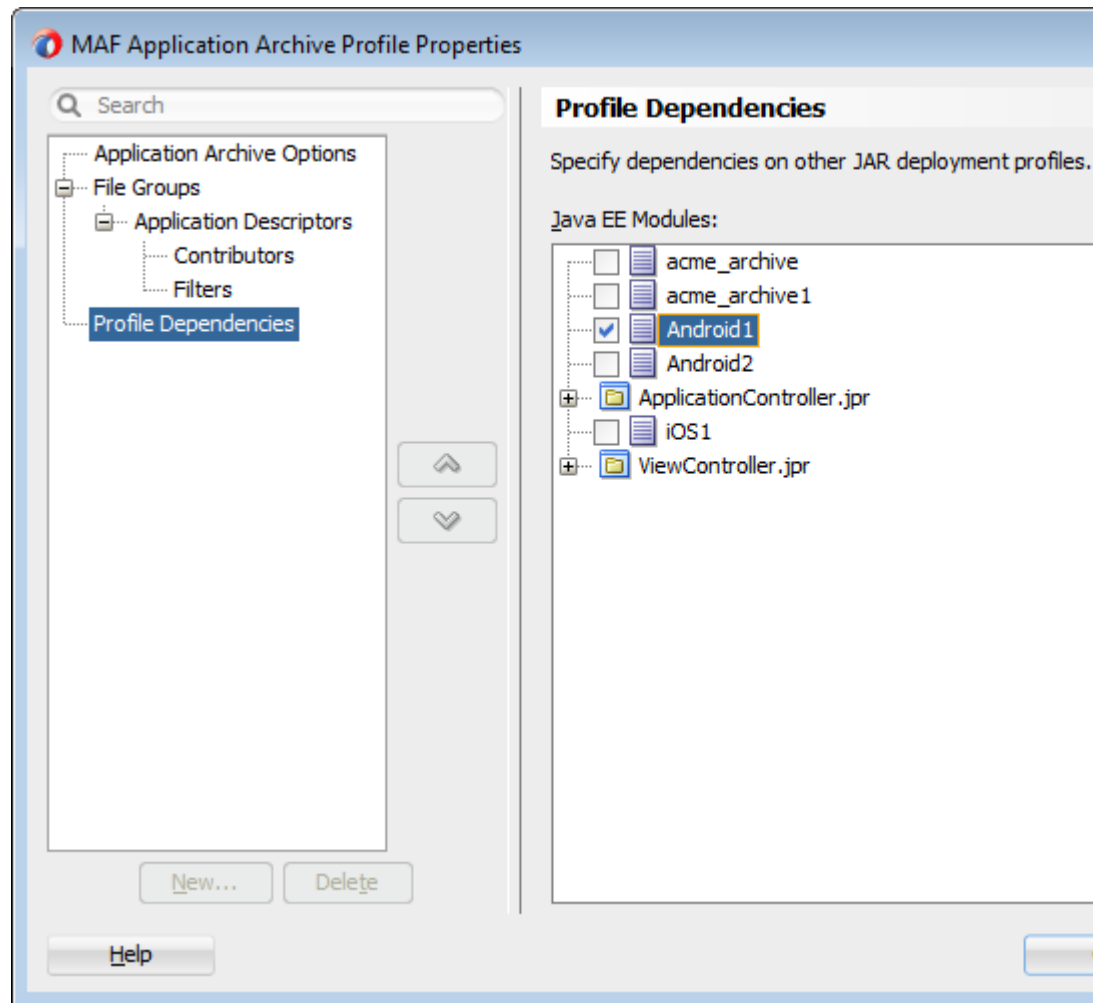 MAF Application Archive Profile Properties
Search
Application Archive Options
File Groups
Application Descriptors
Contributors
Filters
Profile Dependencies
New...
Delete
Help
Profile Dependencies
Specify dependencies on other JAR deployment profiles.
Java EE Modules:
acme_archive
acme_archive1
Android1
Android2
ApplicationController.jpr
iOS1
ViewController.jpr